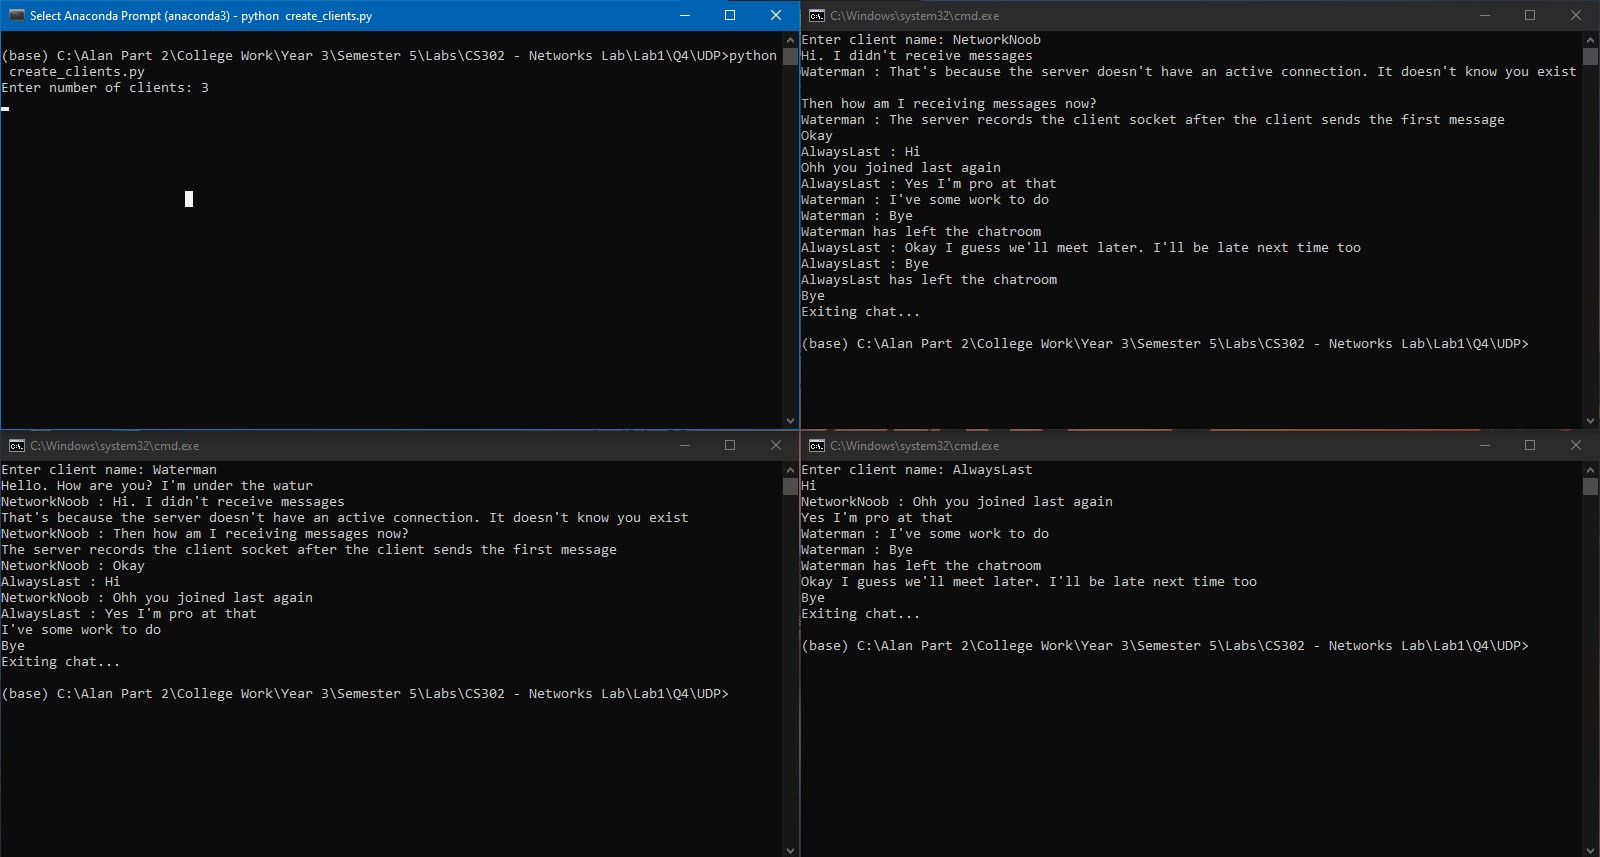 Select Anaconda Prompt (anaconda3) - python  create_clients.py
(base) C:\Alan Part 2\College Work\Year 3\Semester 5\Labs\CS302 - Networks Lab\Lab1\Q4\UDP>python
 create_clients.py
Enter number of clients: 3
C:\Windows\system32\cmd.exe
Enter client name: NetworkNoob
Hi. I didn't receive messages
Waterman : That's because the server doesn't have an active connection. It doesn't know you exist
Then how am I receiving messages now?
Waterman : The server records the client socket after the client sends the first message
Okay
AlwaysLast : Hi
Ohh you joined last again
AlwaysLast : Yes I'm pro at that
Waterman : I've some work to do
Waterman : Bye
Waterman has left the chatroom
AlwaysLast : Okay I guess we'll meet later. I'll be late next time too
AlwaysLast : Bye
AlwaysLast has left the chatroom
Bye
Exiting chat...
(base) C:\Alan Part 2\College Work\Year 3\Semester 5\Labs\CS302 - Networks Lab\Lab1\Q4\UDP>
C:\Windows\system32\cmd.exe
Enter client name: Waterman
Hello. How are you? I'm under the watur
NetworkNoob : Hi. I didn't receive messages
That's because the server doesn't have an active connection. It doesn't know you exist
NetworkNoob : Then how am I receiving messages now?
The server records the client socket after the client sends the first message
NetworkNoob : Okay
AlwaysLast : Hi
NetworkNoob : Ohh you joined last again
AlwaysLast : Yes I'm pro at that
I've some work to do
Bye
Exiting chat...
(base) C:\Alan Part 2\College Work\Year 3\Semester 5\Labs\CS302 - Networks Lab\Lab1\Q4\UDP>
C:\Windows\system32\cmd.exe
Enter client name: AlwaysLast
Hi
NetworkNoob : Ohh you joined last again
Yes I'm pro at that
Waterman : I've some work to do
Waterman : Bye
Waterman has left the chatroom
Okay I guess we'll meet later. I'll be late next time too
Bye
Exiting chat...
(base) C:\Alan Part 2\College Work\Year 3\Semester 5\Labs\CS302 - Networks Lab\Lab1\Q4\UDP>